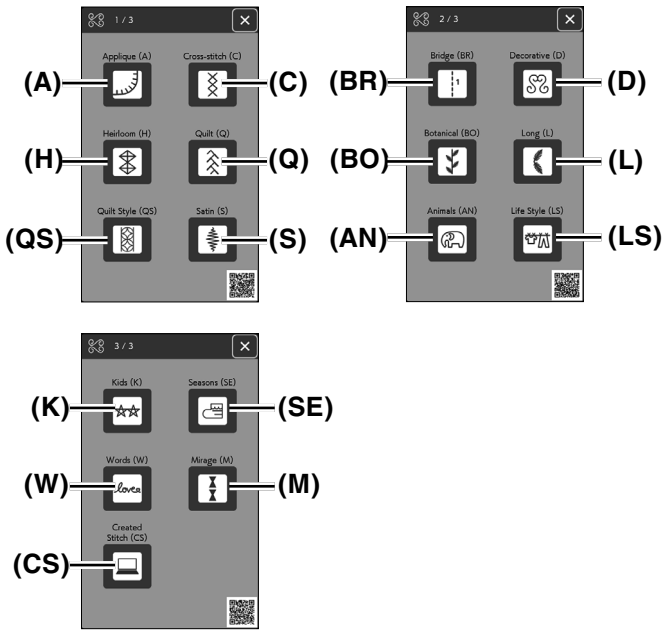 1 / 3
Applique (A) Cross-stitch (C)
(A) (C)
Heirloom (H) Quilt (Q)
(H) (Q)
Quilt Style (QS) Satin (S)
(QS) (S)
2 / 3
Bridge (BR) Decorative (D)
(BR) 1 (D)
Botanical (BO) Long (L)
(BO) (L)
Animals (AN) Life Style (LS)
(AN) (LS)
3 / 3
Kids (K) Seasons (SE)
(K) (SE)
Words (W) Mirage (M)
(W) love (M)
Created
Stitch (CS)
(CS)